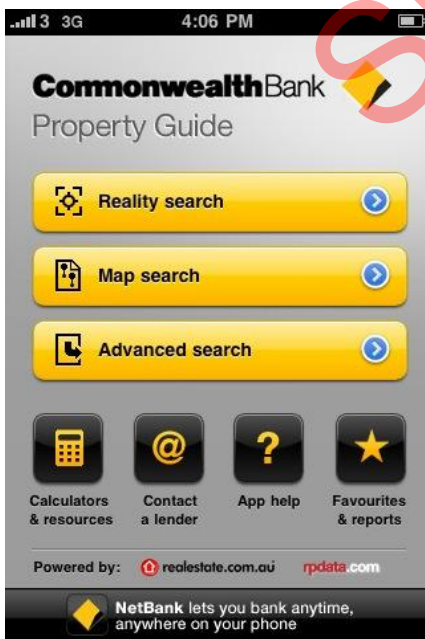 3 3G 4:06 PM
CommonwealthBank
Property Guide
Reality search
Map search
Advanced search
Calculators & resources
Contact a lender
App help
Favourites & reports
Powered by: realestate.com.au rpdata.com
NetBank lets you bank anytime,
anywhere on your phone